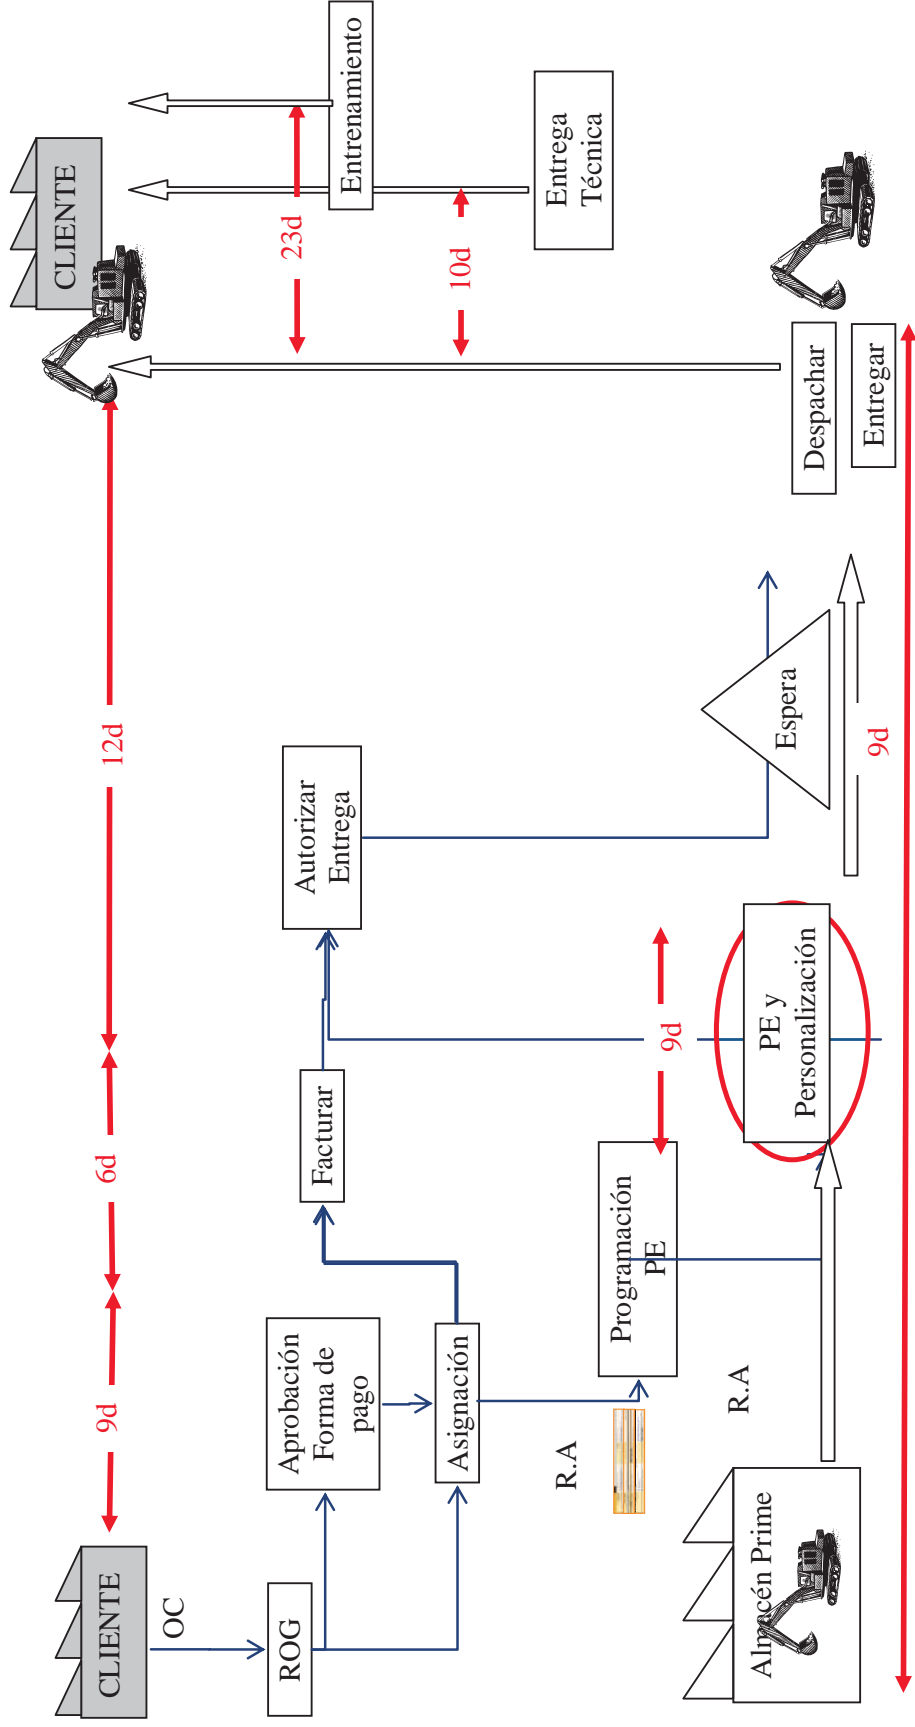 CLIENTE
OC
ROG
9d
6d
12d
CLIENTE
Aprobación
Forma de
pago
Asignación
Facturar
Autorizar
Entrega
23d
10d
Entrenamiento
Entrega
Técnica
R.A
Programación
PE
9d
R.A
Almacén Prime
PE y
Personalización
Espera
9d
Despachar
Entregar